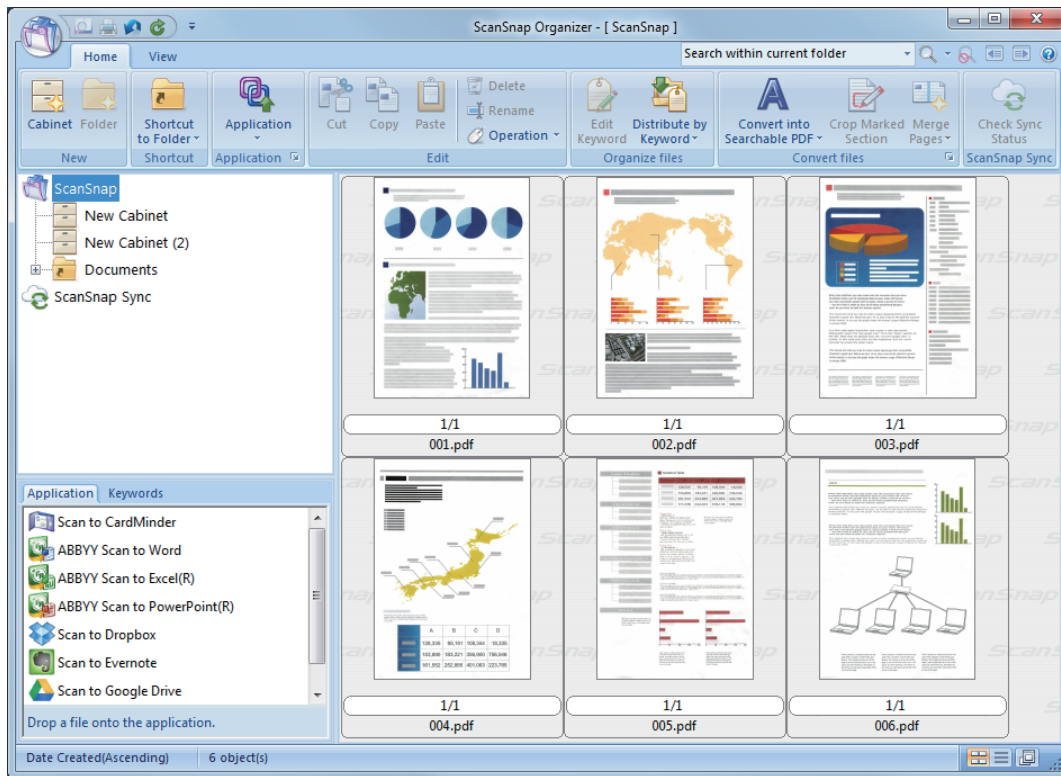 ScanSnap Organizer - [ ScanSnap ]
Home View
Search within current folder
Cabinet Folder
Shortcut to Folder
Application
Cut Copy Paste
Delete
Rename
Operation
Edit Keyword
Distribute by Keyword
Convert into Searchable PDF
Crop Marked Section
Merge Pages
Check Sync Status
New Shortcut Application Edit Organize files Convert files ScanSnap Sync
ScanSnap
New Cabinet
New Cabinet (2)
Documents
ScanSnap Sync
1/1 1/1 1/1
001.pdf 002.pdf 003.pdf
Application Keywords
Scan to CardMinder
ABBYY Scan to Word
ABBYY Scan to Excel(R)
ABBYY Scan to PowerPoint(R)
Scan to Dropbox
Scan to Evernote
Scan to Google Drive
Drop a file onto the application.
A B C D
1/1 1/1 1/1
004.pdf 005.pdf 006.pdf
Date Created(Ascending) 6 object(s)